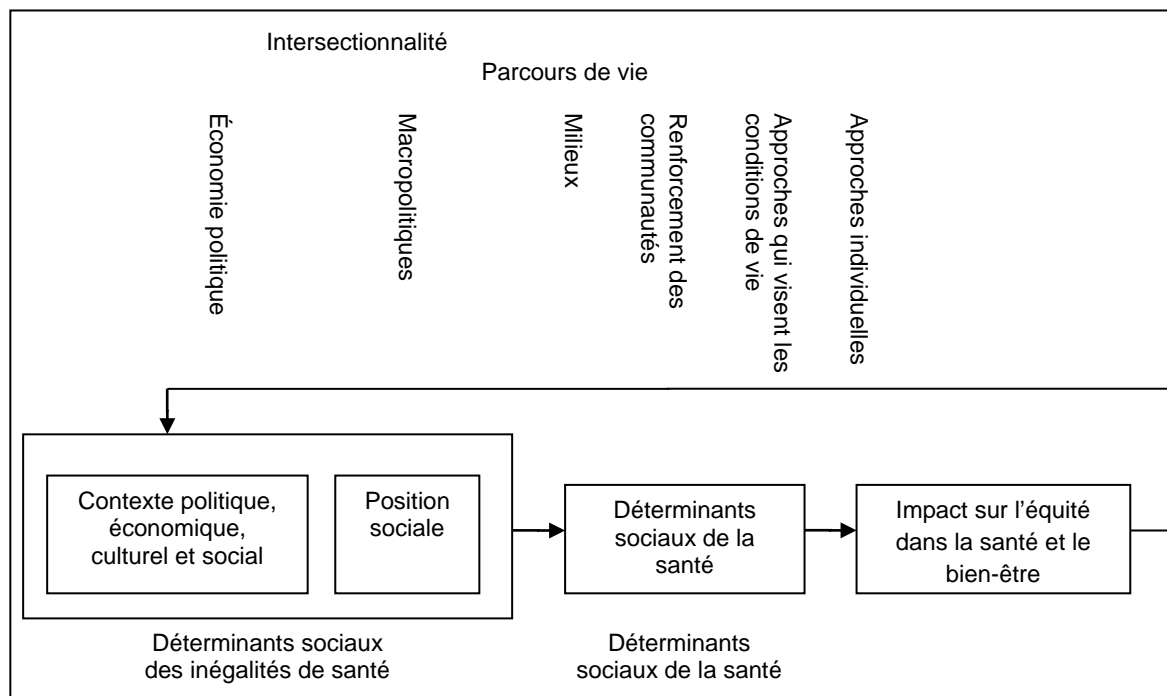 Intersectionnalité
Parcours de vie
Économie politique
Macropolitiques
Milieux
Renforcement des
communautés
Approches qui visent les
conditions de vie
Approches individuelles
Contexte politique,
économique,
culturel et social
Position
sociale
Déterminants
sociaux de la
santé
Impact sur l’équité
dans la santé et le
bien-être
Déterminants sociaux
des inégalités de santé
Déterminants
sociaux de la santé